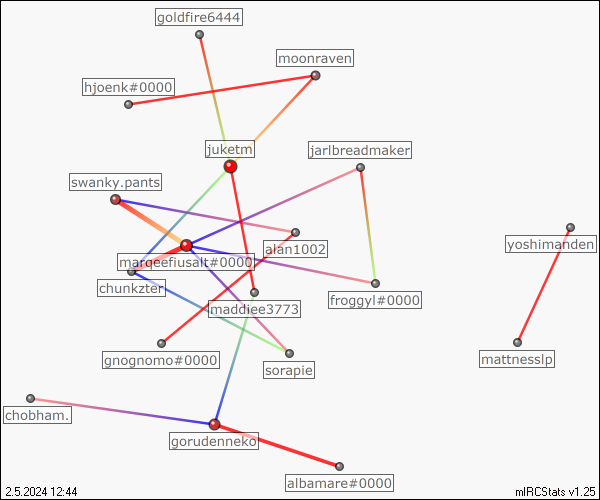 goldfire6444
moonraven
hjoenk#0000
juketm
jarlbreadmaker
swanky.pants
yoshimanden
alan1002
marqeefiusalt#0000
chunkzter
froggyl#0000
maddiee3773
gnognomo#0000
mattnesslp
sorapie
chobham.
gorudenneko
albamare#0000
2.5.2024 12:44
mIRCStats v1.25